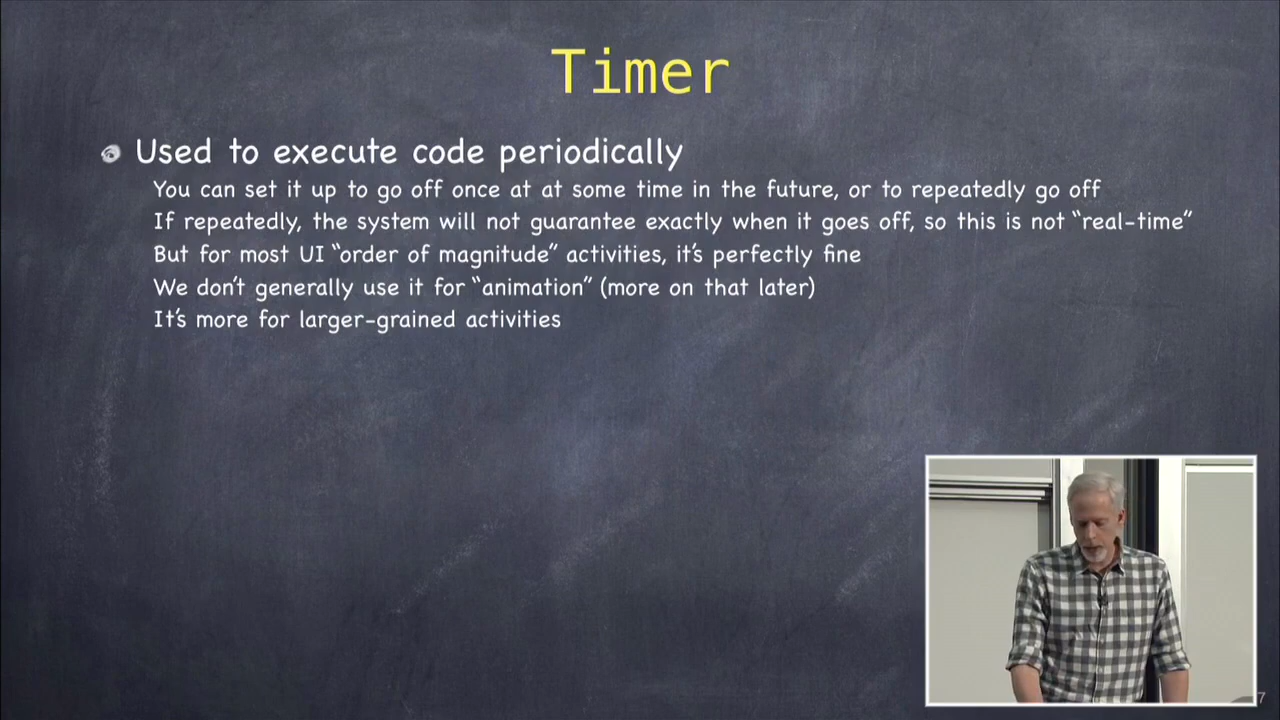 Timer
Used to execute code periodically
You can set it up to go off once at at some time in the future, or to repeatedly go off
If repeatedly, the system will not guarantee exactly when it goes off, so this is not “real-time”
But for most UI “order of magnitude” activities, it’s perfectly fine
We don’t generally use it for “animation” (more on that later)
It’s more for larger-grained activities
7